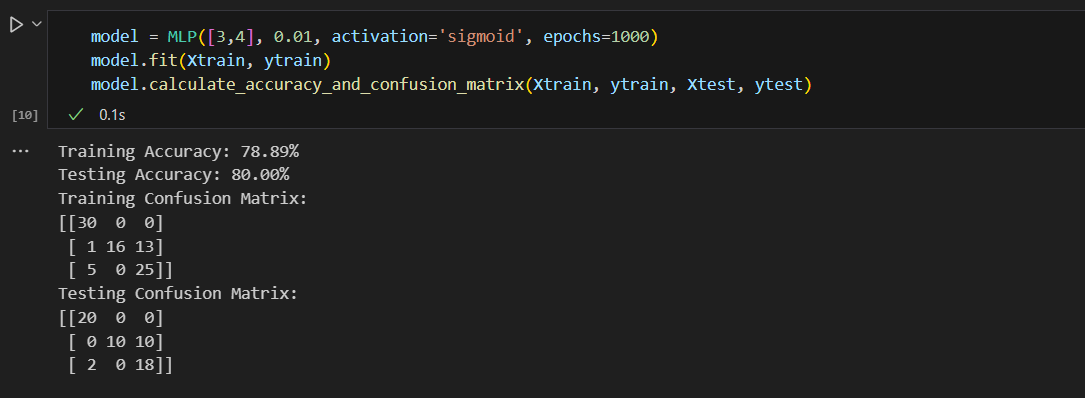 model = MLP([3,4], 0.01, activation='sigmoid', epochs=1000)
model.fit(Xtrain, ytrain)
model.calculate_accuracy_and_confusion_matrix(Xtrain, ytrain, Xtest, ytest)
[10] ✓ 0.1s
... Training Accuracy: 78.89%
Testing Accuracy: 80.00%
Training Confusion Matrix:
[[30  0  0]
 [ 1 16 13]
 [ 5  0 25]]
Testing Confusion Matrix:
[[20  0  0]
 [ 0 10 10]
 [ 2  0 18]]